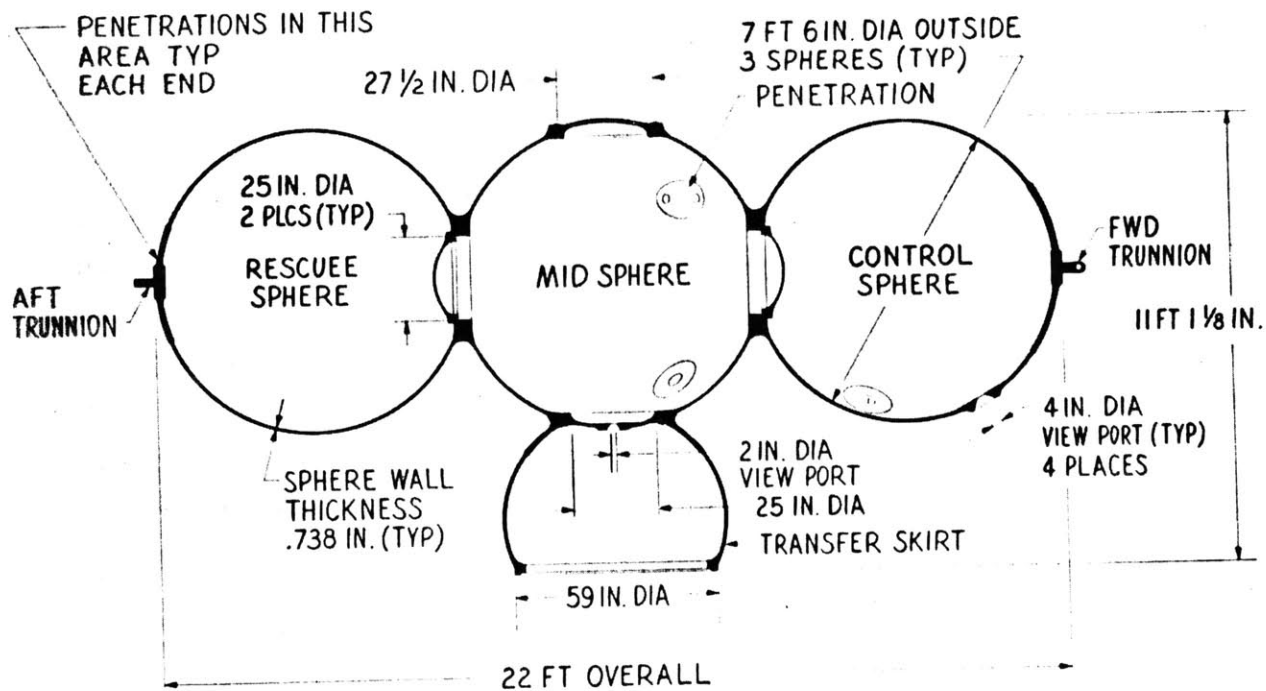 PENETRATIONS IN THIS
AREA TYP
EACH END
27 1/2 IN. DIA
7 FT 6 IN. DIA OUTSIDE
3 SPHERES (TYP)
PENETRATION
25 IN. DIA
2 PLCS (TYP)
RESCUEE
SPHERE
MID SPHERE
CONTROL
SPHERE
FWD
TRUNNION
AFT
TRUNNION
11 FT 1 1/8 IN.
SPHERE WALL
THICKNESS
.738 IN. (TYP)
2 IN. DIA
VIEW PORT
25 IN. DIA
4 IN. DIA
VIEW PORT (TYP)
4 PLACES
TRANSFER SKIRT
59 IN. DIA
22 FT OVERALL